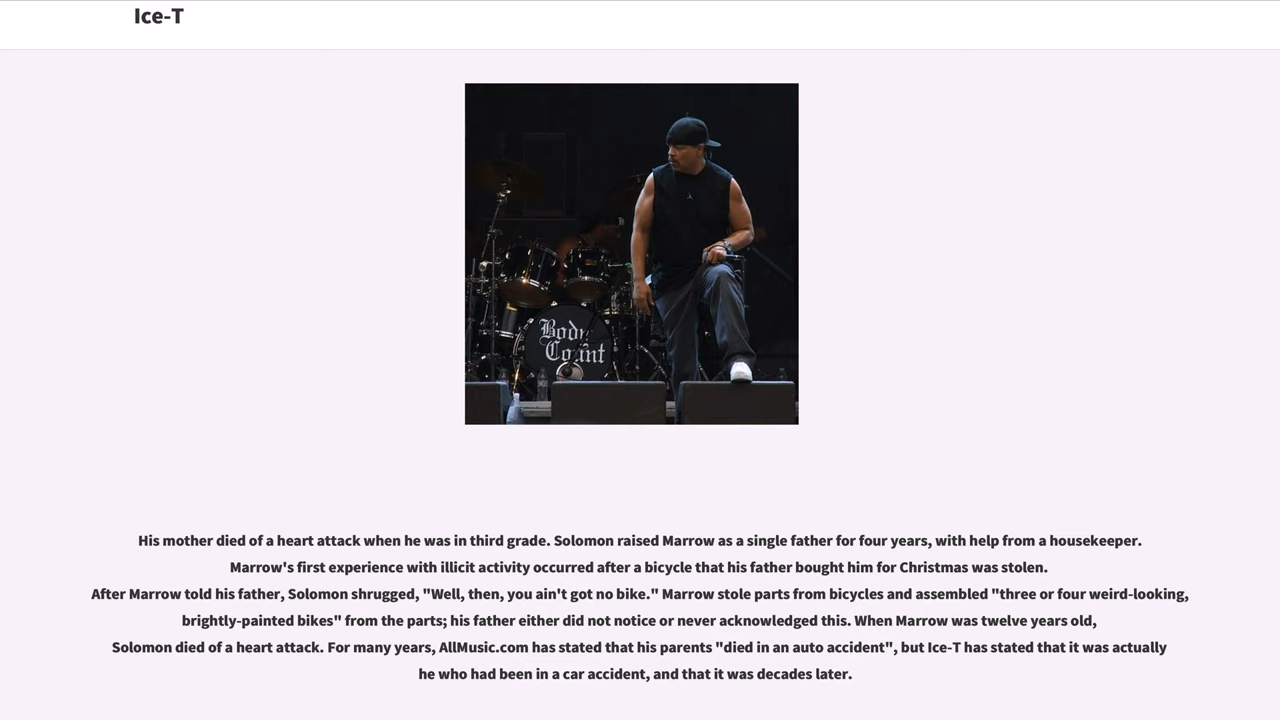 Ice-T
Body
Count
His mother died of a heart attack when he was in third grade. Solomon raised Marrow as a single father for four years, with help from a housekeeper.
Marrow's first experience with illicit activity occurred after a bicycle that his father bought him for Christmas was stolen.
After Marrow told his father, Solomon shrugged, "Well, then, you ain't got no bike." Marrow stole parts from bicycles and assembled "three or four weird-looking,
brightly-painted bikes" from the parts; his father either did not notice or never acknowledged this. When Marrow was twelve years old,
Solomon died of a heart attack. For many years, AllMusic.com has stated that his parents "died in an auto accident", but Ice-T has stated that it was actually
he who had been in a car accident, and that it was decades later.